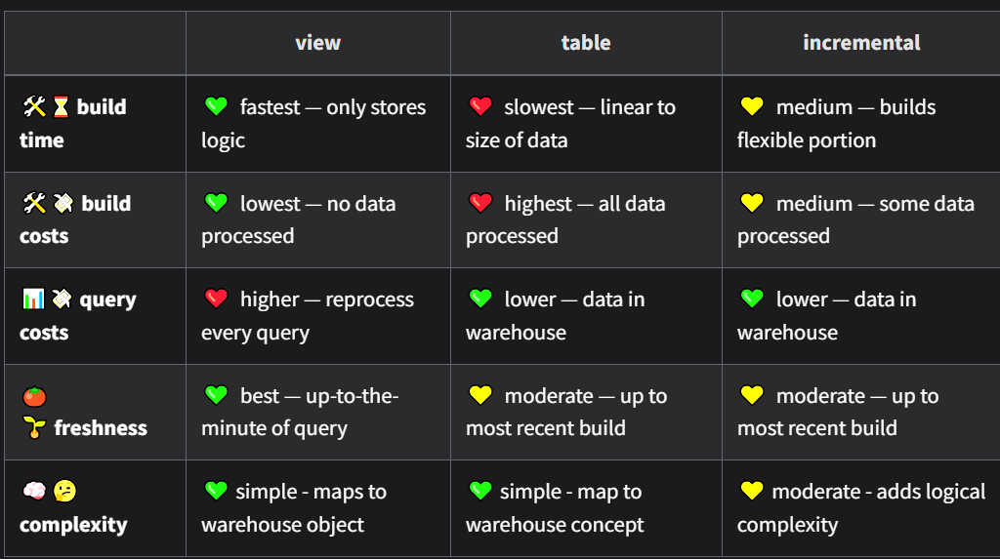 view table incremental
🛠️⏳ build time
💚 fastest — only stores logic
❤️ slowest — linear to size of data
💛 medium — builds flexible portion
🛠️💸 build costs
💚 lowest — no data processed
❤️ highest — all data processed
💛 medium — some data processed
📊💸 query costs
❤️ higher — reprocess every query
💚 lower — data in warehouse
💚 lower — data in warehouse
🍅🌱 freshness
💚 best — up-to-the-minute of query
💛 moderate — up to most recent build
💛 moderate — up to most recent build
🧠🤔 complexity
💚 simple - maps to warehouse object
💚 simple - map to warehouse concept
💛 moderate - adds logical complexity